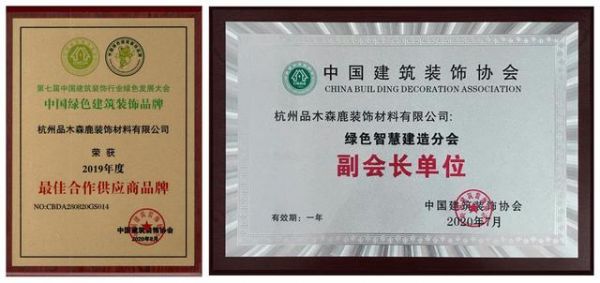 第七届中国建筑装饰行业绿色发展大会
中国绿色建筑装饰品牌
杭州品木森鹿装饰材料有限公司
荣获
2019年度
最佳合作供应商品牌
NO:CBDA280820GS014
中国建筑装饰协会
2020年8月
中国建筑装饰协会
CHINA BUILDING DECORATION ASSOCIATION
杭州品木森鹿装饰材料有限公司:
绿色智慧建造分会
副会长单位
有效期:一年
中国建筑装饰协会
2020年7月